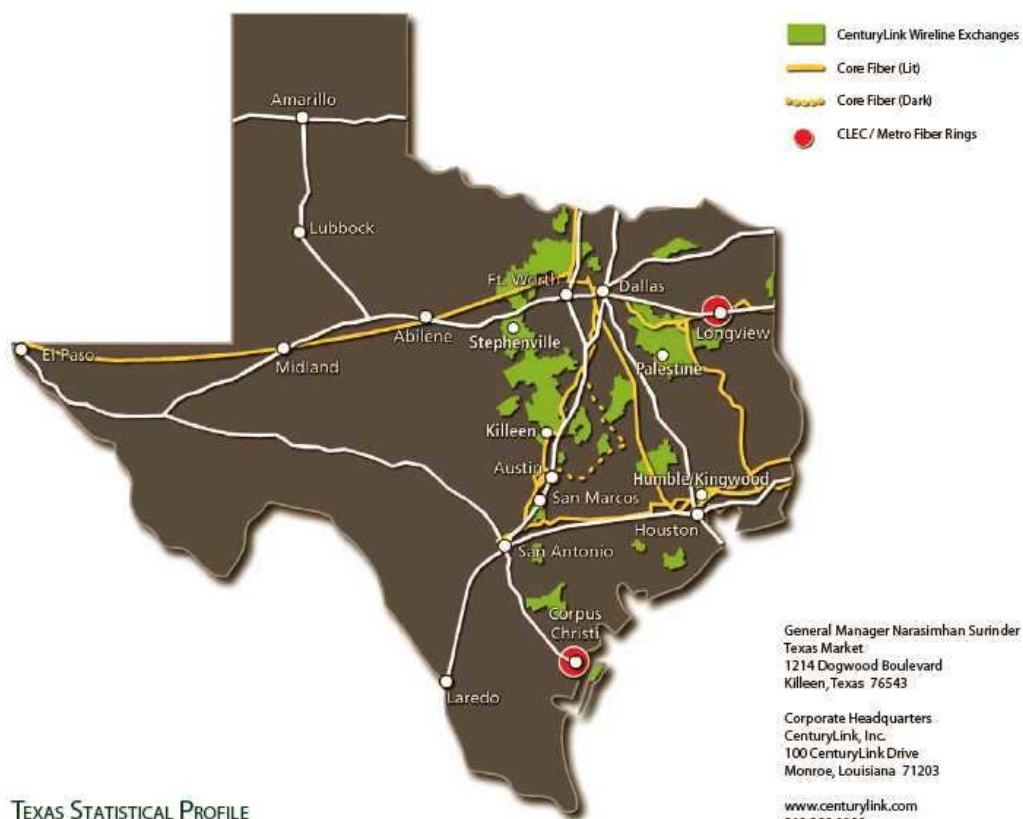 CenturyLink Wireline Exchanges
Core Fiber (Lit)
Core Fiber (Dark)
CLEC / Metro Fiber Rings
Amarillo
Lubbock
Ft. Worth
Dallas
Longview
Abilene
Stephenville
El Paso
Midland
Palestine
Killeen
Austin
Humble/Kingwood
San Marcos
Houston
San Antonio
Corpus
Christi
Laredo
General Manager Narasimhan Surinder
Texas Market
1214 Dogwood Boulevard
Killeen, Texas 76543
Corporate Headquarters
CenturyLink, Inc.
100 CenturyLink Drive
Monroe, Louisiana 71203
www.centurylink.com
TEXAS STATISTICAL PROFILE